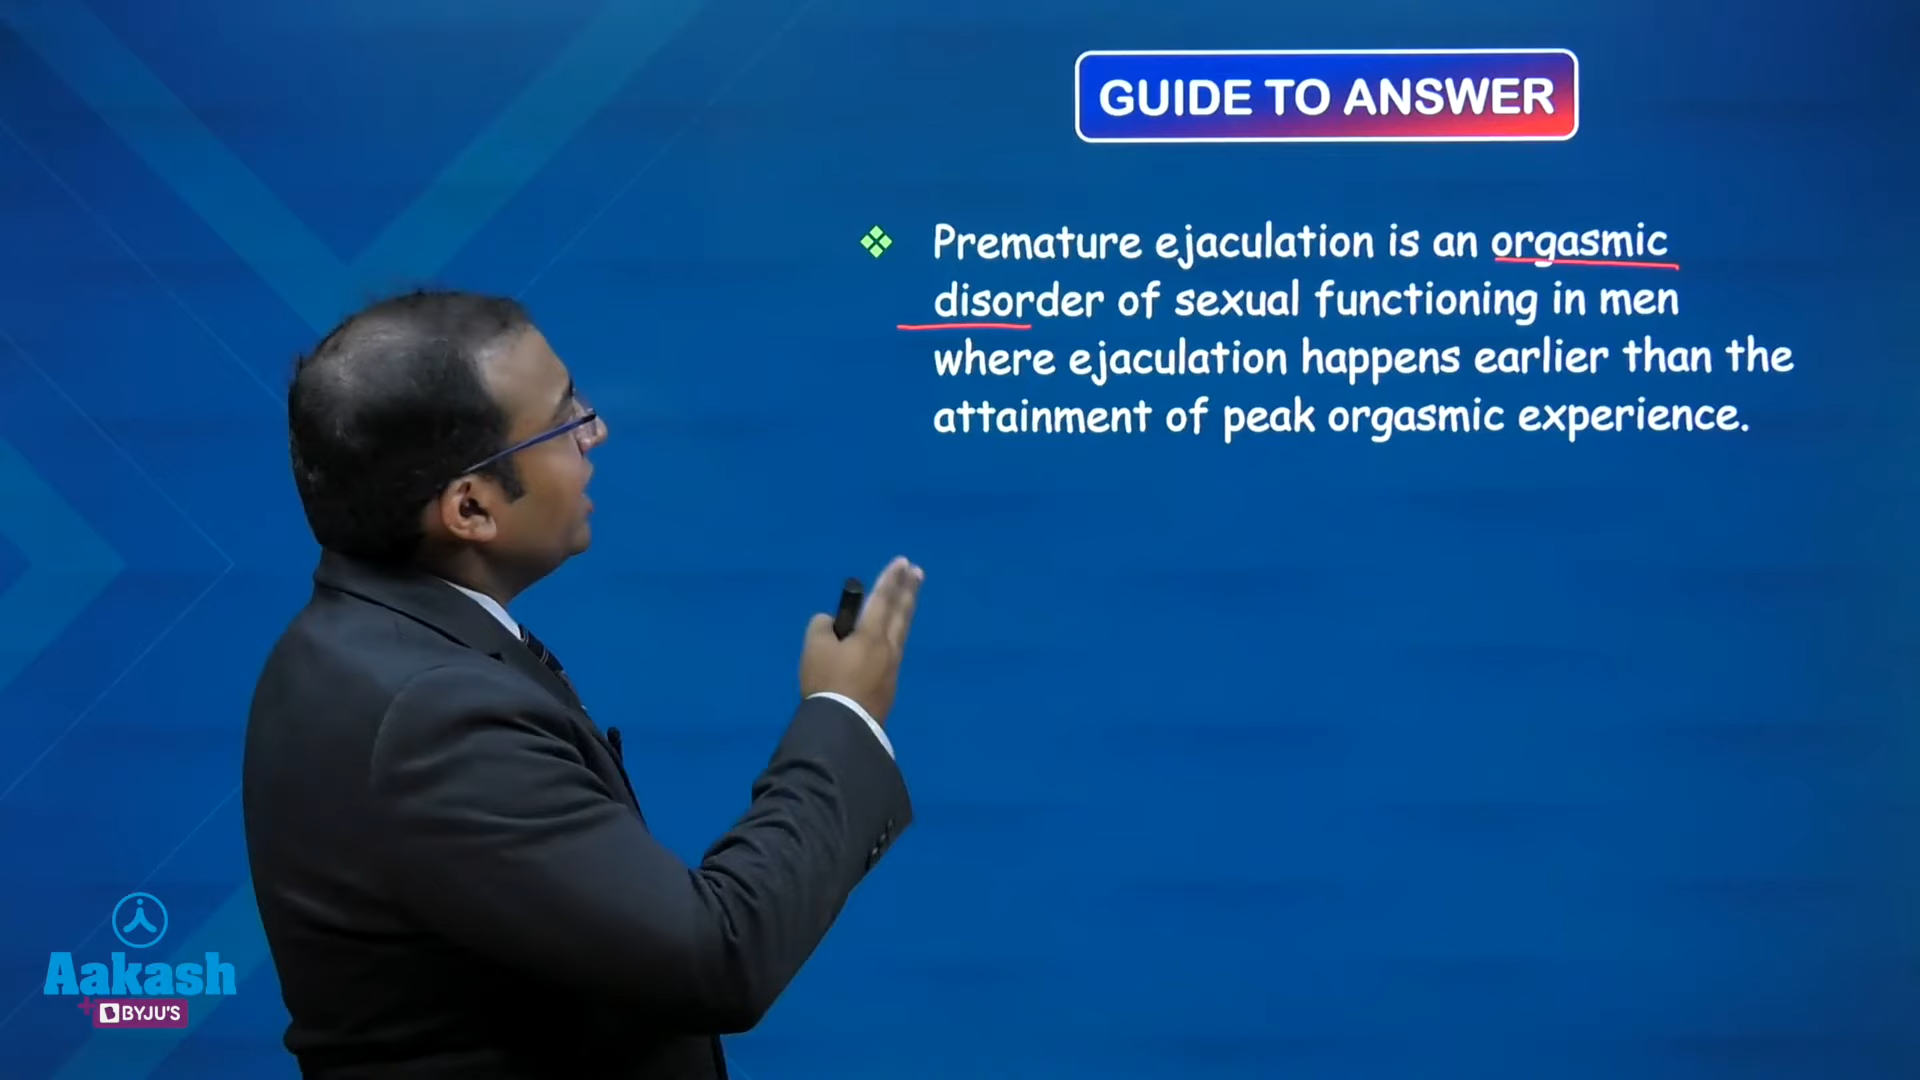 GUIDE TO ANSWER
Premature ejaculation is an orgasmic
disorder of sexual functioning in men
where ejaculation happens earlier than the
attainment of peak orgasmic experience.
Aakash
+ BYJU'S